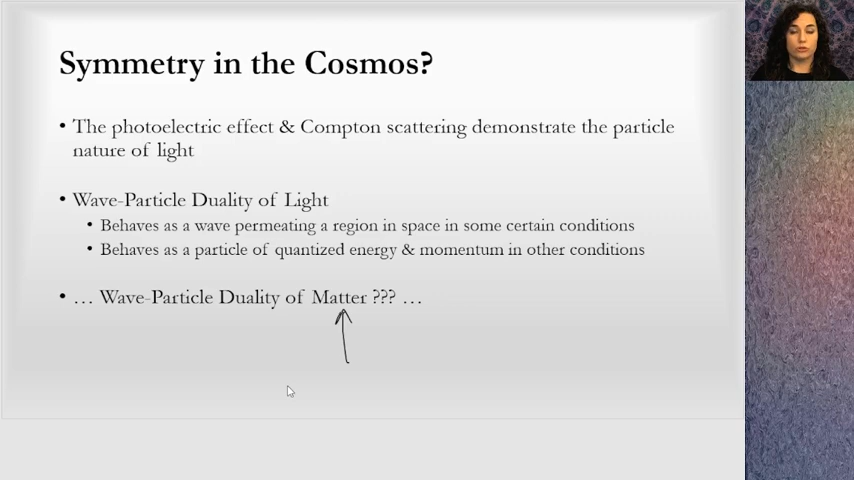 Symmetry in the Cosmos?
• The photoelectric effect & Compton scattering demonstrate the particle
nature of light
• Wave-Particle Duality of Light
• Behaves as a wave permeating a region in space in some certain conditions
• Behaves as a particle of quantized energy & momentum in other conditions
• … Wave-Particle Duality of Matter ??? …